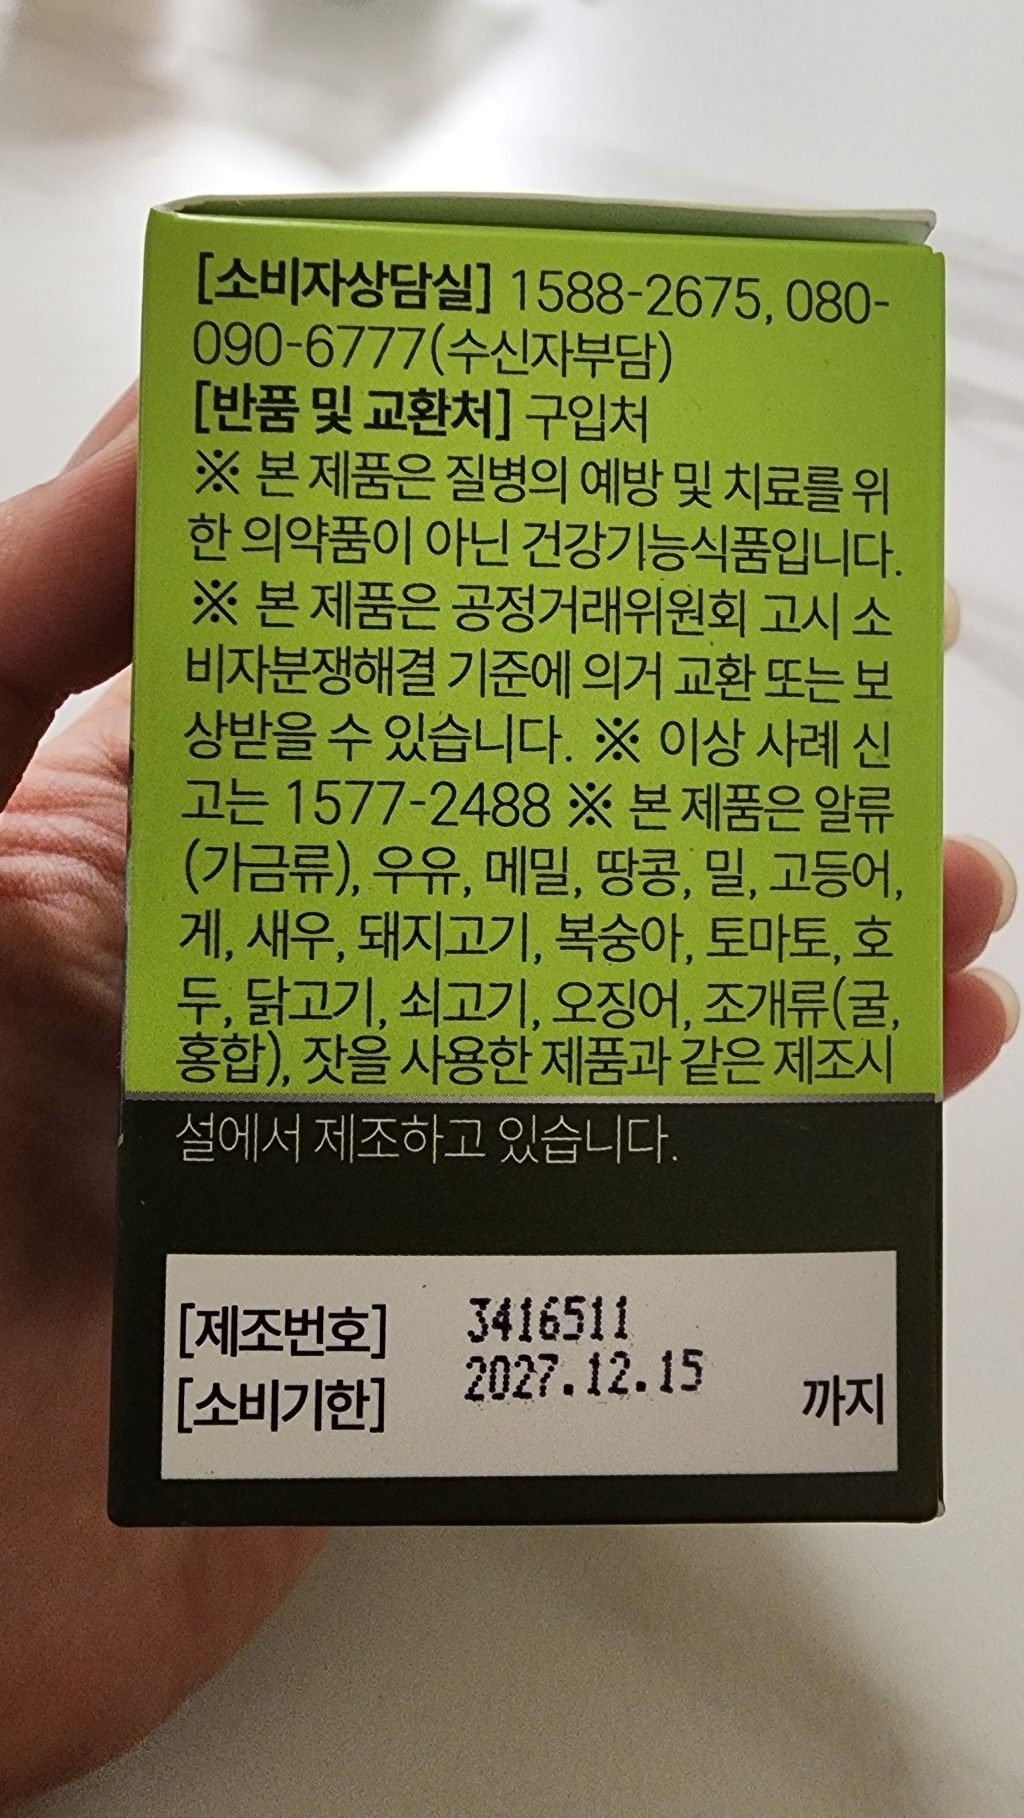 [소비자상담실] 1588-2675, 080-
090-6777(수신자부담)
[반품 및 교환처] 구입처
※ 본 제품은 질병의 예방 및 치료를 위
한 의약품이 아닌 건강기능식품입니다.
※ 본 제품은 공정거래위원회 고시 소
비자분쟁해결 기준에 의거 교환 또는 보
상받을 수 있습니다. ※ 이상 사례 신
고는 1577-2488 ※ 본 제품은 알류
(가금류), 우유, 메밀, 땅콩, 밀, 고등어,
게, 새우, 돼지고기, 복숭아, 토마토, 호
두, 닭고기, 쇠고기, 오징어, 조개류(굴,
홍합), 잣을 사용한 제품과 같은 제조시
설에서 제조하고 있습니다.
[제조번호] 3416511
[소비기한] 2027.12.15 까지